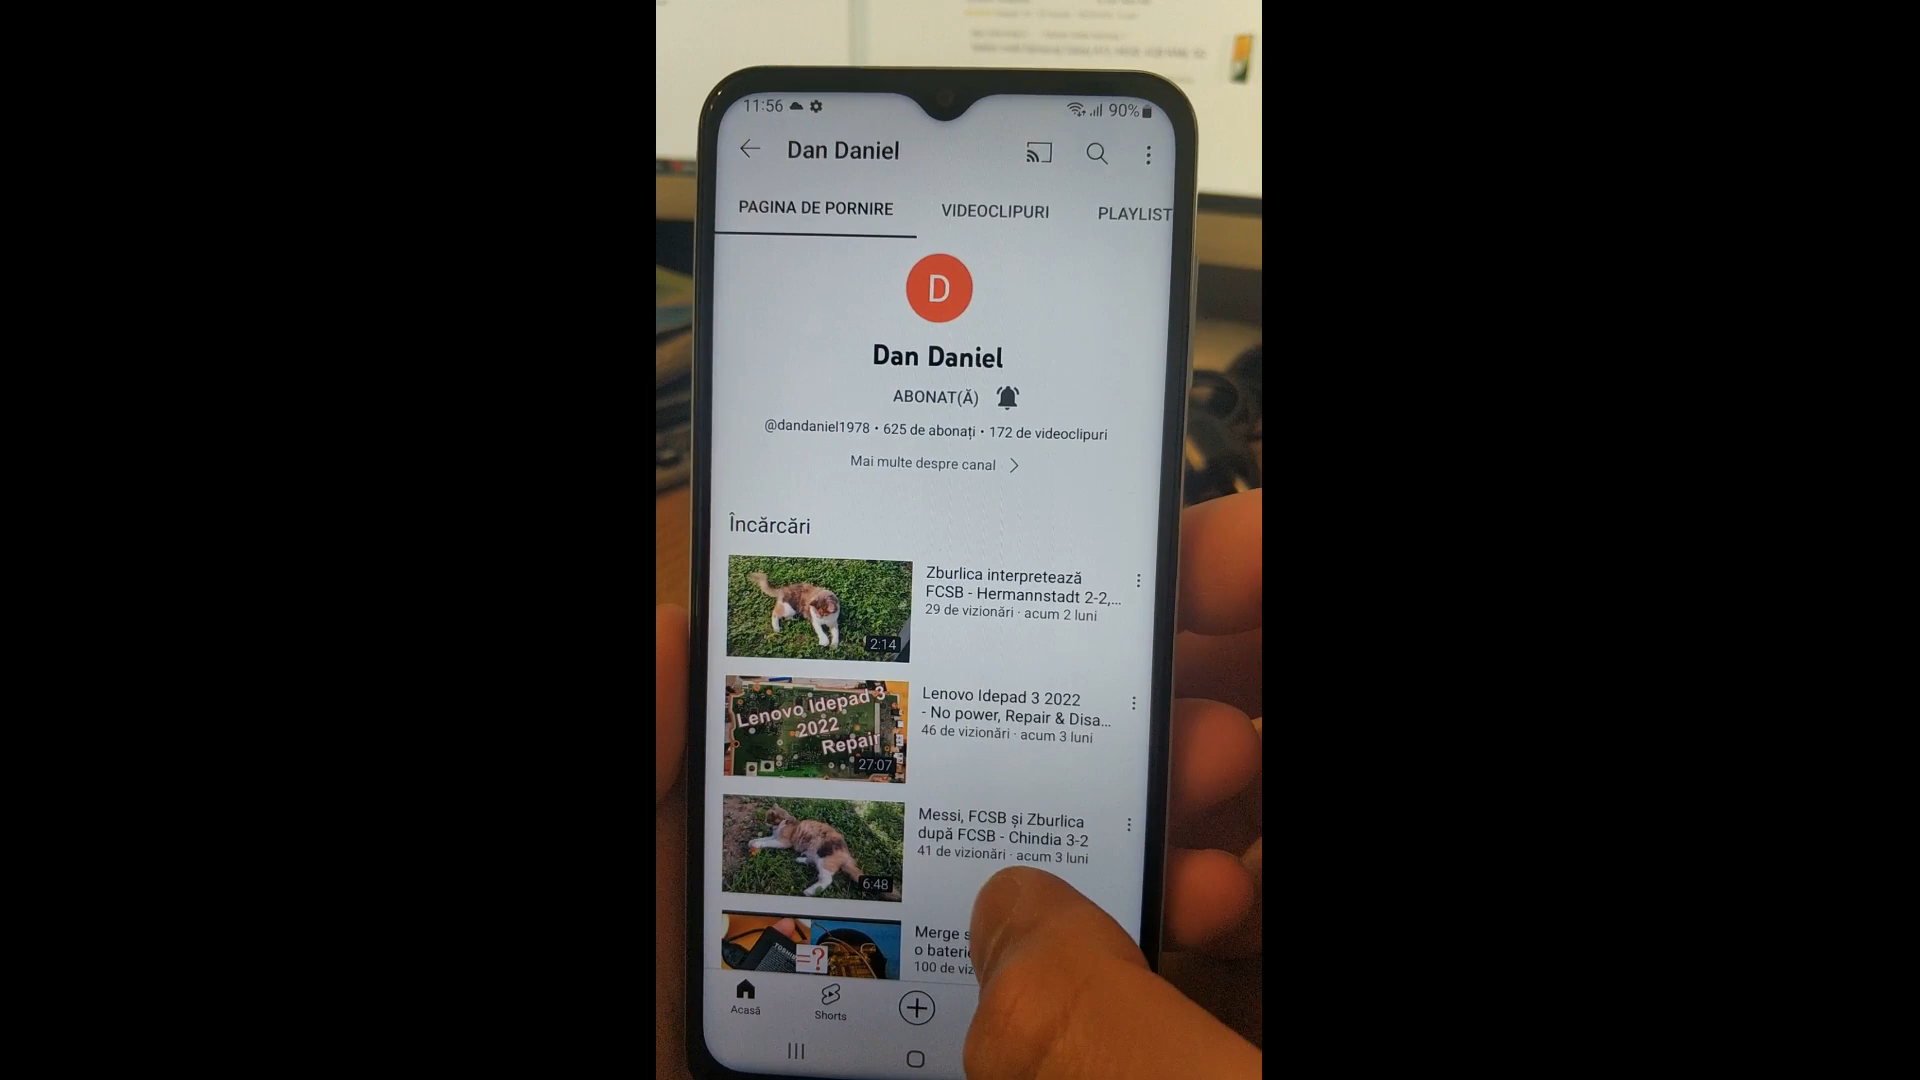 11:56
90%
Dan Daniel
PAGINA DE PORNIRE
VIDEOCLIPURI
PLAYLIST
D
Dan Daniel
ABONAT(Ă)
@dandaniel1978 • 625 de abonați • 172 de videoclipuri
Mai multe despre canal
Încărcări
2:14
Zburlica interpretează
FCSB - Hermannstadt 2-2,...
29 de vizionări · acum 2 luni
Lenovo Idepad 3
2022
Repair
27:07
Lenovo Idepad 3 2022
- No power, Repair & Disa...
46 de vizionări · acum 3 luni
6:48
Messi, FCSB și Zburlica
după FCSB - Chindia 3-2
41 de vizionări · acum 3 luni
=?
Merge
o baterie
100 de viz
Acasă
Shorts